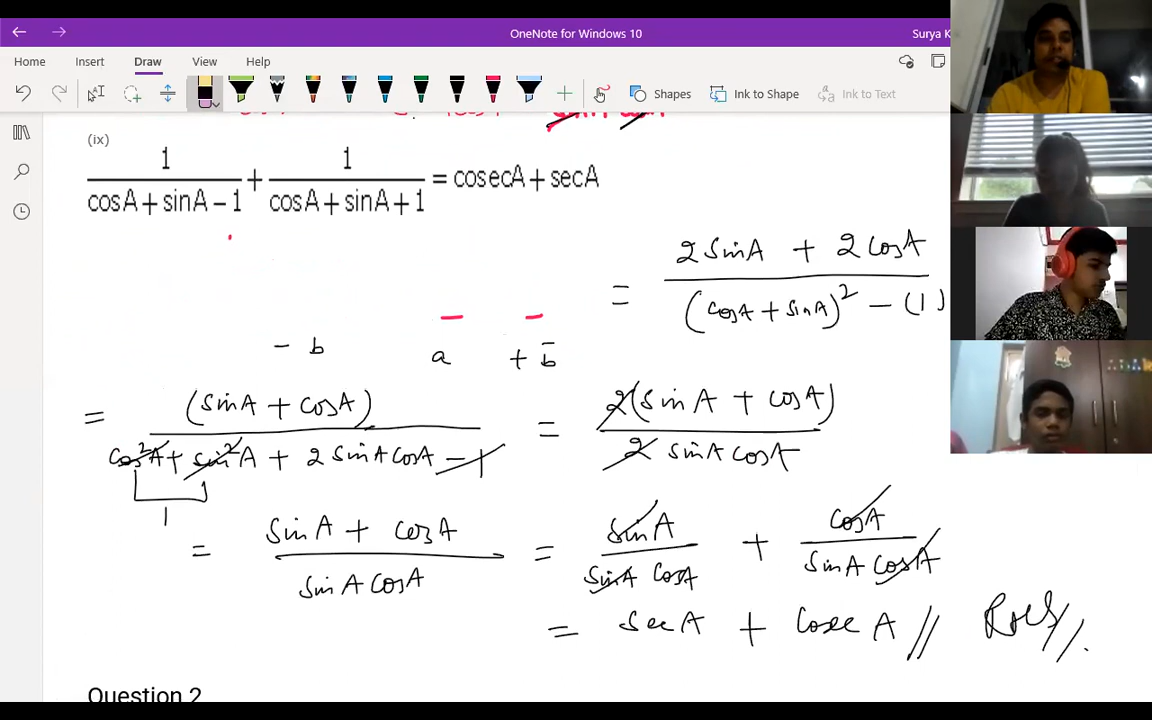 OneNote for Windows 10
Surya K
Home Insert Draw View Help
Shapes Ink to Shape Ink to Text
(ix)
1/(cosA + sinA − 1) + 1/(cosA + sinA + 1) = cosecA + secA
= (2 sinA + 2 cosA)/((cosA + sinA)² − (1)
− b a + b
= (sinA + cosA)/(cos²A + sin²A + 2 sinA cosA − 1) = 2(sinA + cosA)/(2 sinA cosA)
1
= (sinA + cosA)/(sinA cosA) = sinA/(sinA cosA) + cosA/(sinA cosA)
= secA + cosec A // RHS //.
Question 2